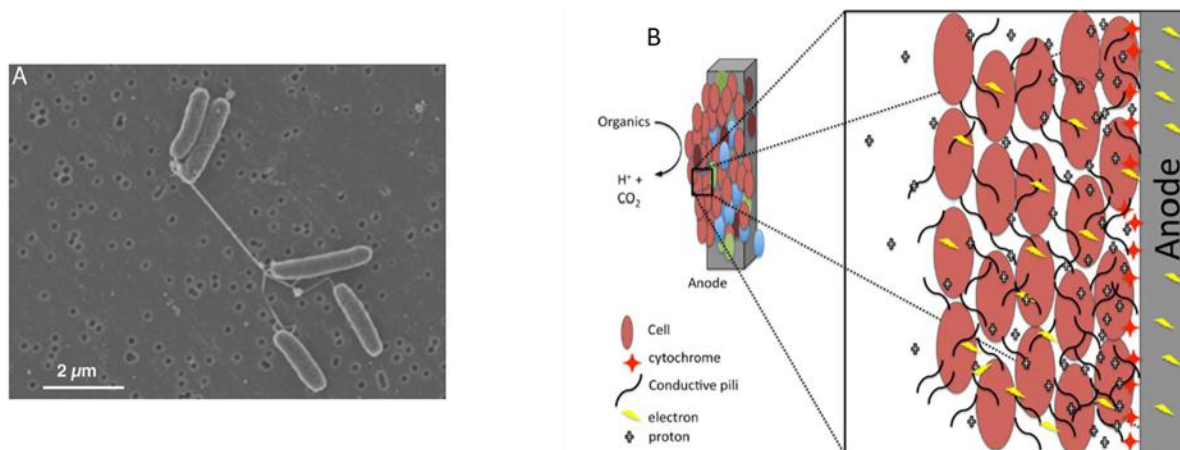 A
2 µm
B
Organics
H⁺ +
CO₂
Anode
Cell
cytochrome
Conductive pili
electron
proton
Anode